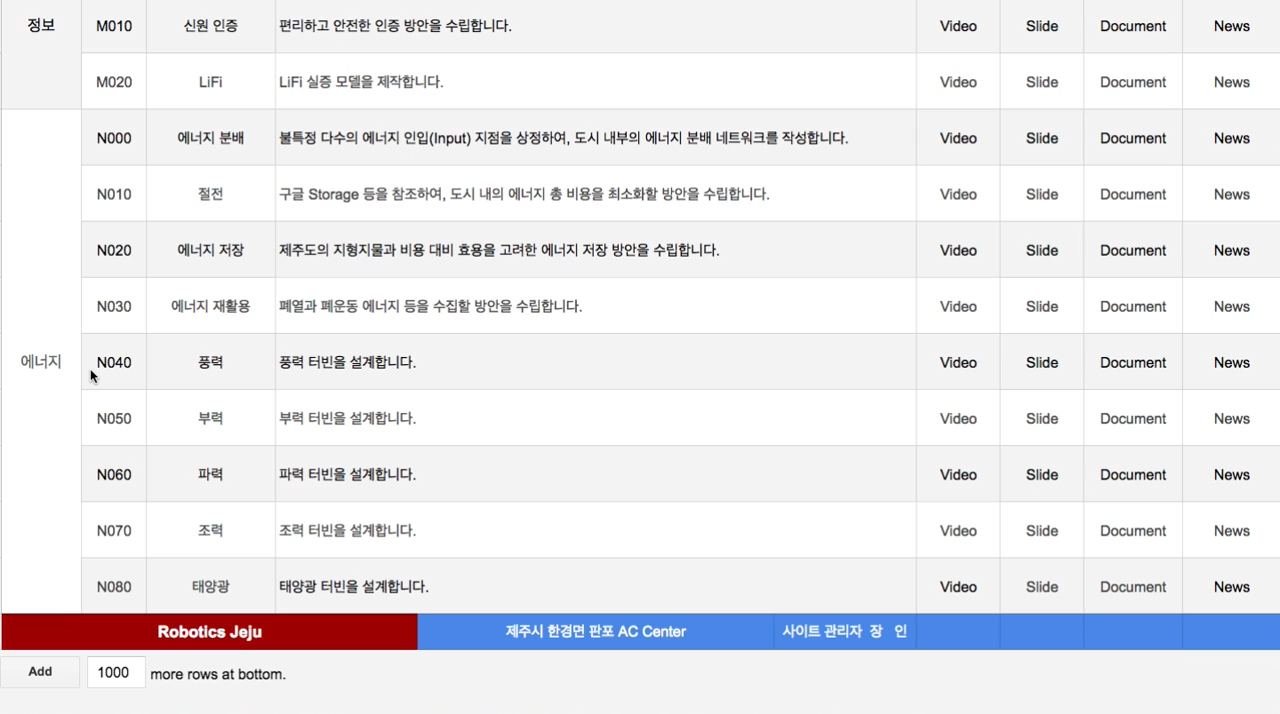 정보 M010 신원 인증 편리하고 안전한 인증 방안을 수립합니다. Video Slide Document News
M020 LiFi LiFi 실증 모델을 제작합니다. Video Slide Document News
N000 에너지 분배 불특정 다수의 에너지 인입(Input) 지점을 상정하여, 도시 내부의 에너지 분배 네트워크를 작성합니다. Video Slide Document News
N010 절전 구글 Storage 등을 참조하여, 도시 내의 에너지 총 비용을 최소화할 방안을 수립합니다. Video Slide Document News
N020 에너지 저장 제주도의 지형지물과 비용 대비 효용을 고려한 에너지 저장 방안을 수립합니다. Video Slide Document News
N030 에너지 재활용 폐열과 폐운동 에너지 등을 수집할 방안을 수립합니다. Video Slide Document News
에너지 N040 풍력 풍력 터빈을 설계합니다. Video Slide Document News
N050 부력 부력 터빈을 설계합니다. Video Slide Document News
N060 파력 파력 터빈을 설계합니다. Video Slide Document News
N070 조력 조력 터빈을 설계합니다. Video Slide Document News
N080 태양광 태양광 터빈을 설계합니다. Video Slide Document News
Robotics Jeju 제주시 한경면 판포 AC Center 사이트 관리자 장 인
Add 1000 more rows at bottom.